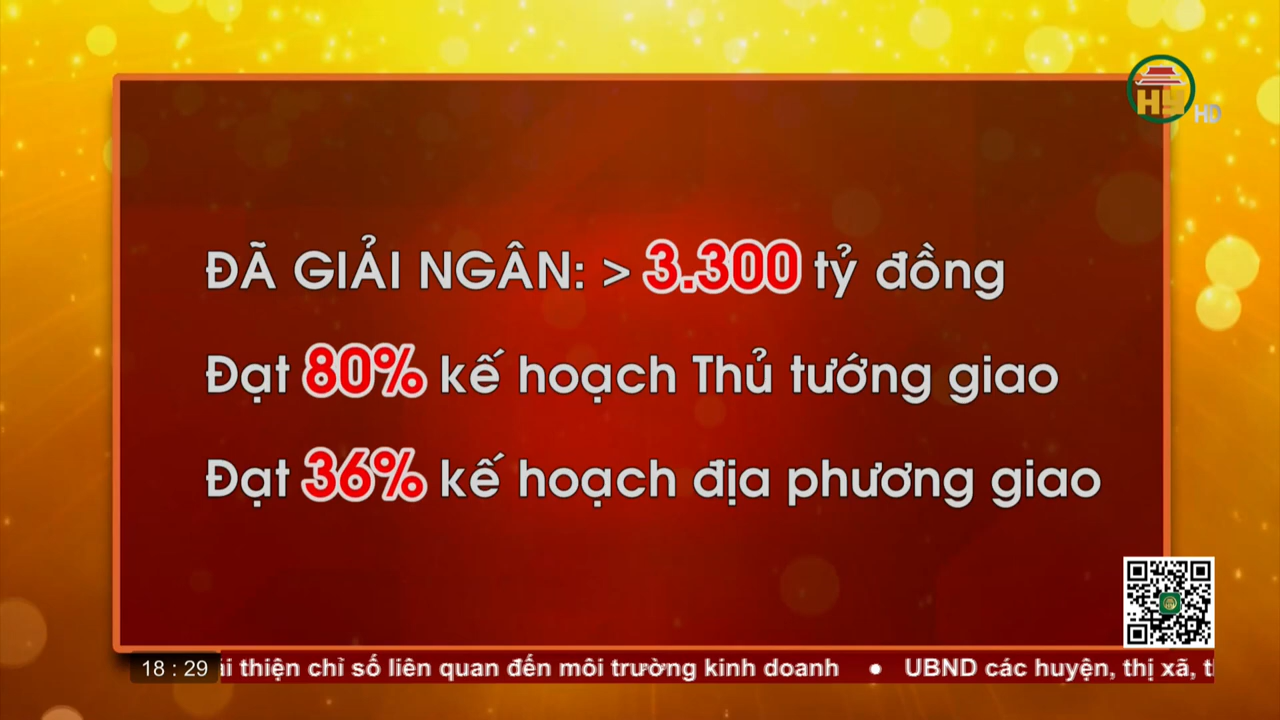 HY
HD
ĐÃ GIẢI NGÂN: > 3.300 tỷ đồng
Đạt 80% kế hoạch Thủ tướng giao
Đạt 36% kế hoạch địa phương giao
18 : 29 thiện chỉ số liên quan đến môi trường kinh doanh • UBND các huyện, thị xã,